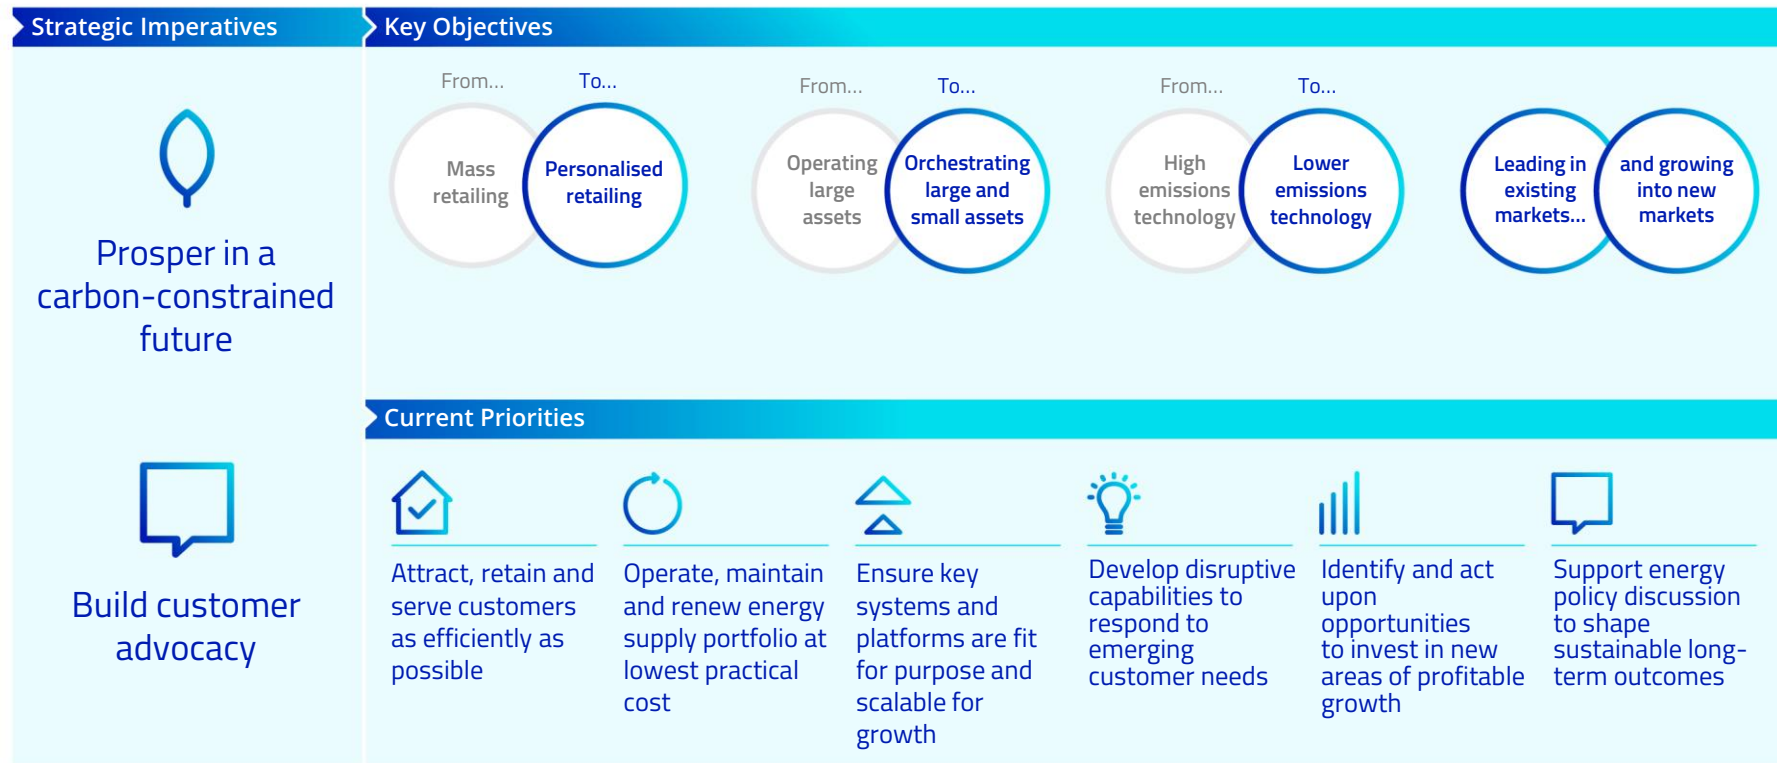 Strategic Imperatives
Key Objectives
Prosper in a
carbon-constrained
future
Build customer
advocacy
From...
To...
Mass
retailing
Personalised
retailing
From...
To...
Operating
large
assets
Orchestrating
large and
small assets
From...
To...
High
emissions
technology
Lower
emissions
technology
Leading in
existing
markets...
and growing
into new
markets
Current Priorities
Attract, retain and
serve customers
as efficiently as
possible
Operate, maintain
and renew energy
supply portfolio at
lowest practical
cost
Ensure key
systems and
platforms are fit
for purpose and
scalable for
growth
Develop disruptive
capabilities to
respond to
emerging
customer needs
Identify and act
upon
opportunities
to invest in new
areas of profitable
growth
Support energy
policy discussion
to shape
sustainable long-
term outcomes